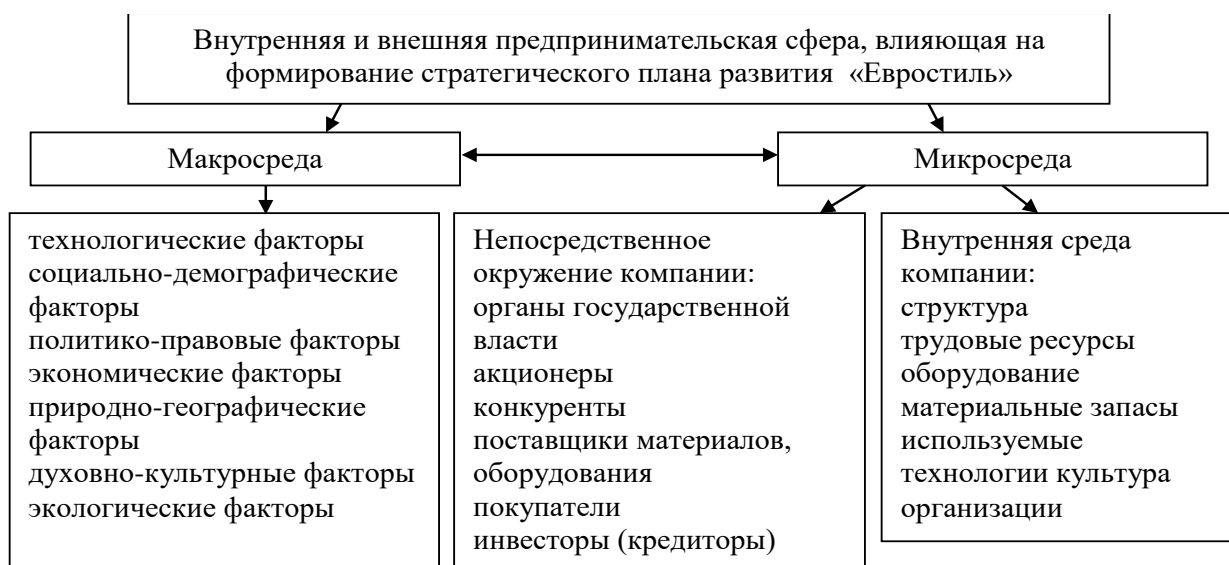 Внутренняя и внешняя предпринимательская сфера, влияющая на
формирование стратегического плана развития «Евростиль»
Макросреда
Микросреда
технологические факторы
социально-демографические
факторы
политико-правовые факторы
экономические факторы
природно-географические
факторы
духовно-культурные факторы
экологические факторы
Непосредственное
окружение компании:
органы государственной
власти
акционеры
конкуренты
поставщики материалов,
оборудования
покупатели
инвесторы (кредиторы)
Внутренняя среда
компании:
структура
трудовые ресурсы
оборудование
материальные запасы
используемые
технологии культура
организации